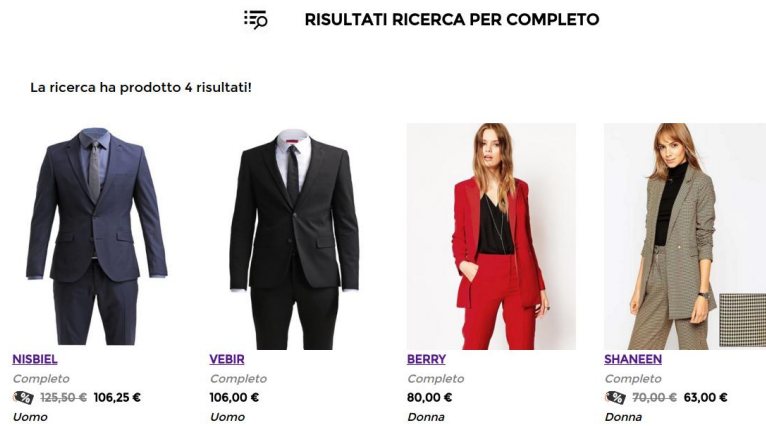 RISULTATI RICERCA PER COMPLETO
La ricerca ha prodotto 4 risultati!
NISBIEL
Completo
125,50 € 106,25 €
Uomo
VEBIR
Completo
106,00 €
Uomo
BERRY
Completo
80,00 €
Donna
SHANEEN
Completo
70,00 € 63,00 €
Donna